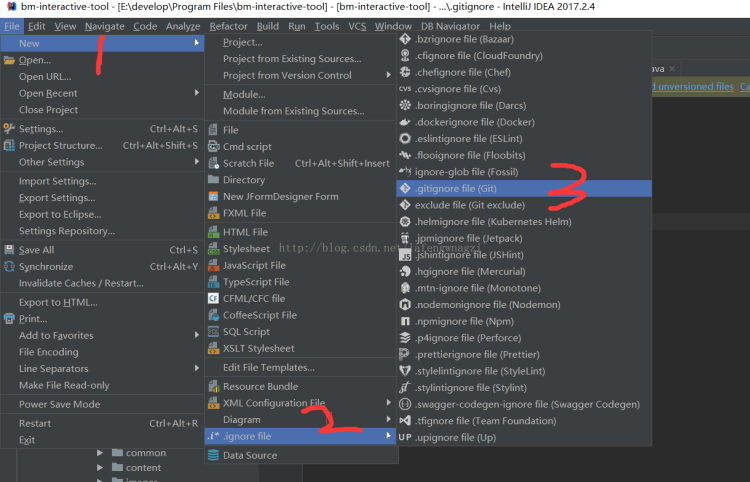 bm-interactive-tool - [E:\develop\Program Files\bm-interactive-tool] - [bm-interactive-tool] - ...\.gitignore - IntelliJ IDEA 2017.2.4
File Edit View Navigate Code Analyze Refactor Build Run Tools VCS Window DB Navigator Help
New
Open...
Open URL...
Open Recent
Close Project
Settings... Ctrl+Alt+S
Project Structure... Ctrl+Alt+Shift+S
Other Settings
Import Settings...
Export Settings...
Export to Eclipse...
Settings Repository...
Save All Ctrl+S
Synchronize Ctrl+Alt+Y
Invalidate Caches / Restart...
Export to HTML...
Print...
Add to Favorites
File Encoding
Line Separators
Make File Read-only
Power Save Mode
Restart Ctrl+Alt+R
Exit
common
content
images
1
Project...
Project from Existing Sources...
Project from Version Control
Module...
Module from Existing Sources...
File
Cmd script
Scratch File Ctrl+Alt+Shift+Insert
Directory
New JFormDesigner Form
FXML File
HTML File
Stylesheet
JavaScript File
TypeScript File
CFML/CFC file
CoffeeScript File
SQL Script
XSLT Stylesheet
Edit File Templates...
Resource Bundle
XML Configuration File
Diagram
.i* .ignore file
Data Source
2
.bzrignore file (Bazaar)
.cfignore file (CloudFoundry)
.chefignore file (Chef)
CVS .cvsignore file (Cvs)
.boringignore file (Darcs)
.dockerignore file (Docker)
.eslintignore file (ESLint)
.flooignore file (Floobits)
ignore-glob file (Fossil)
.gitignore file (Git)
exclude file (Git exclude)
.helmignore file (Kubernetes Helm)
.jpmignore file (Jetpack)
JS .jshintignore file (JSHint)
.hgignore file (Mercurial)
.mtn-ignore file (Monotone)
.nodemonignore file (Nodemon)
.npmignore file (Npm)
.p4ignore file (Perforce)
.prettierignore file (Prettier)
.stylelintignore file (StyleLint)
.stylintignore file (Stylint)
.swagger-codegen-ignore file (Swagger Codegen)
.tfignore file (Team Foundation)
UP .upignore file (Up)
3
ava
d unversioned files Ca